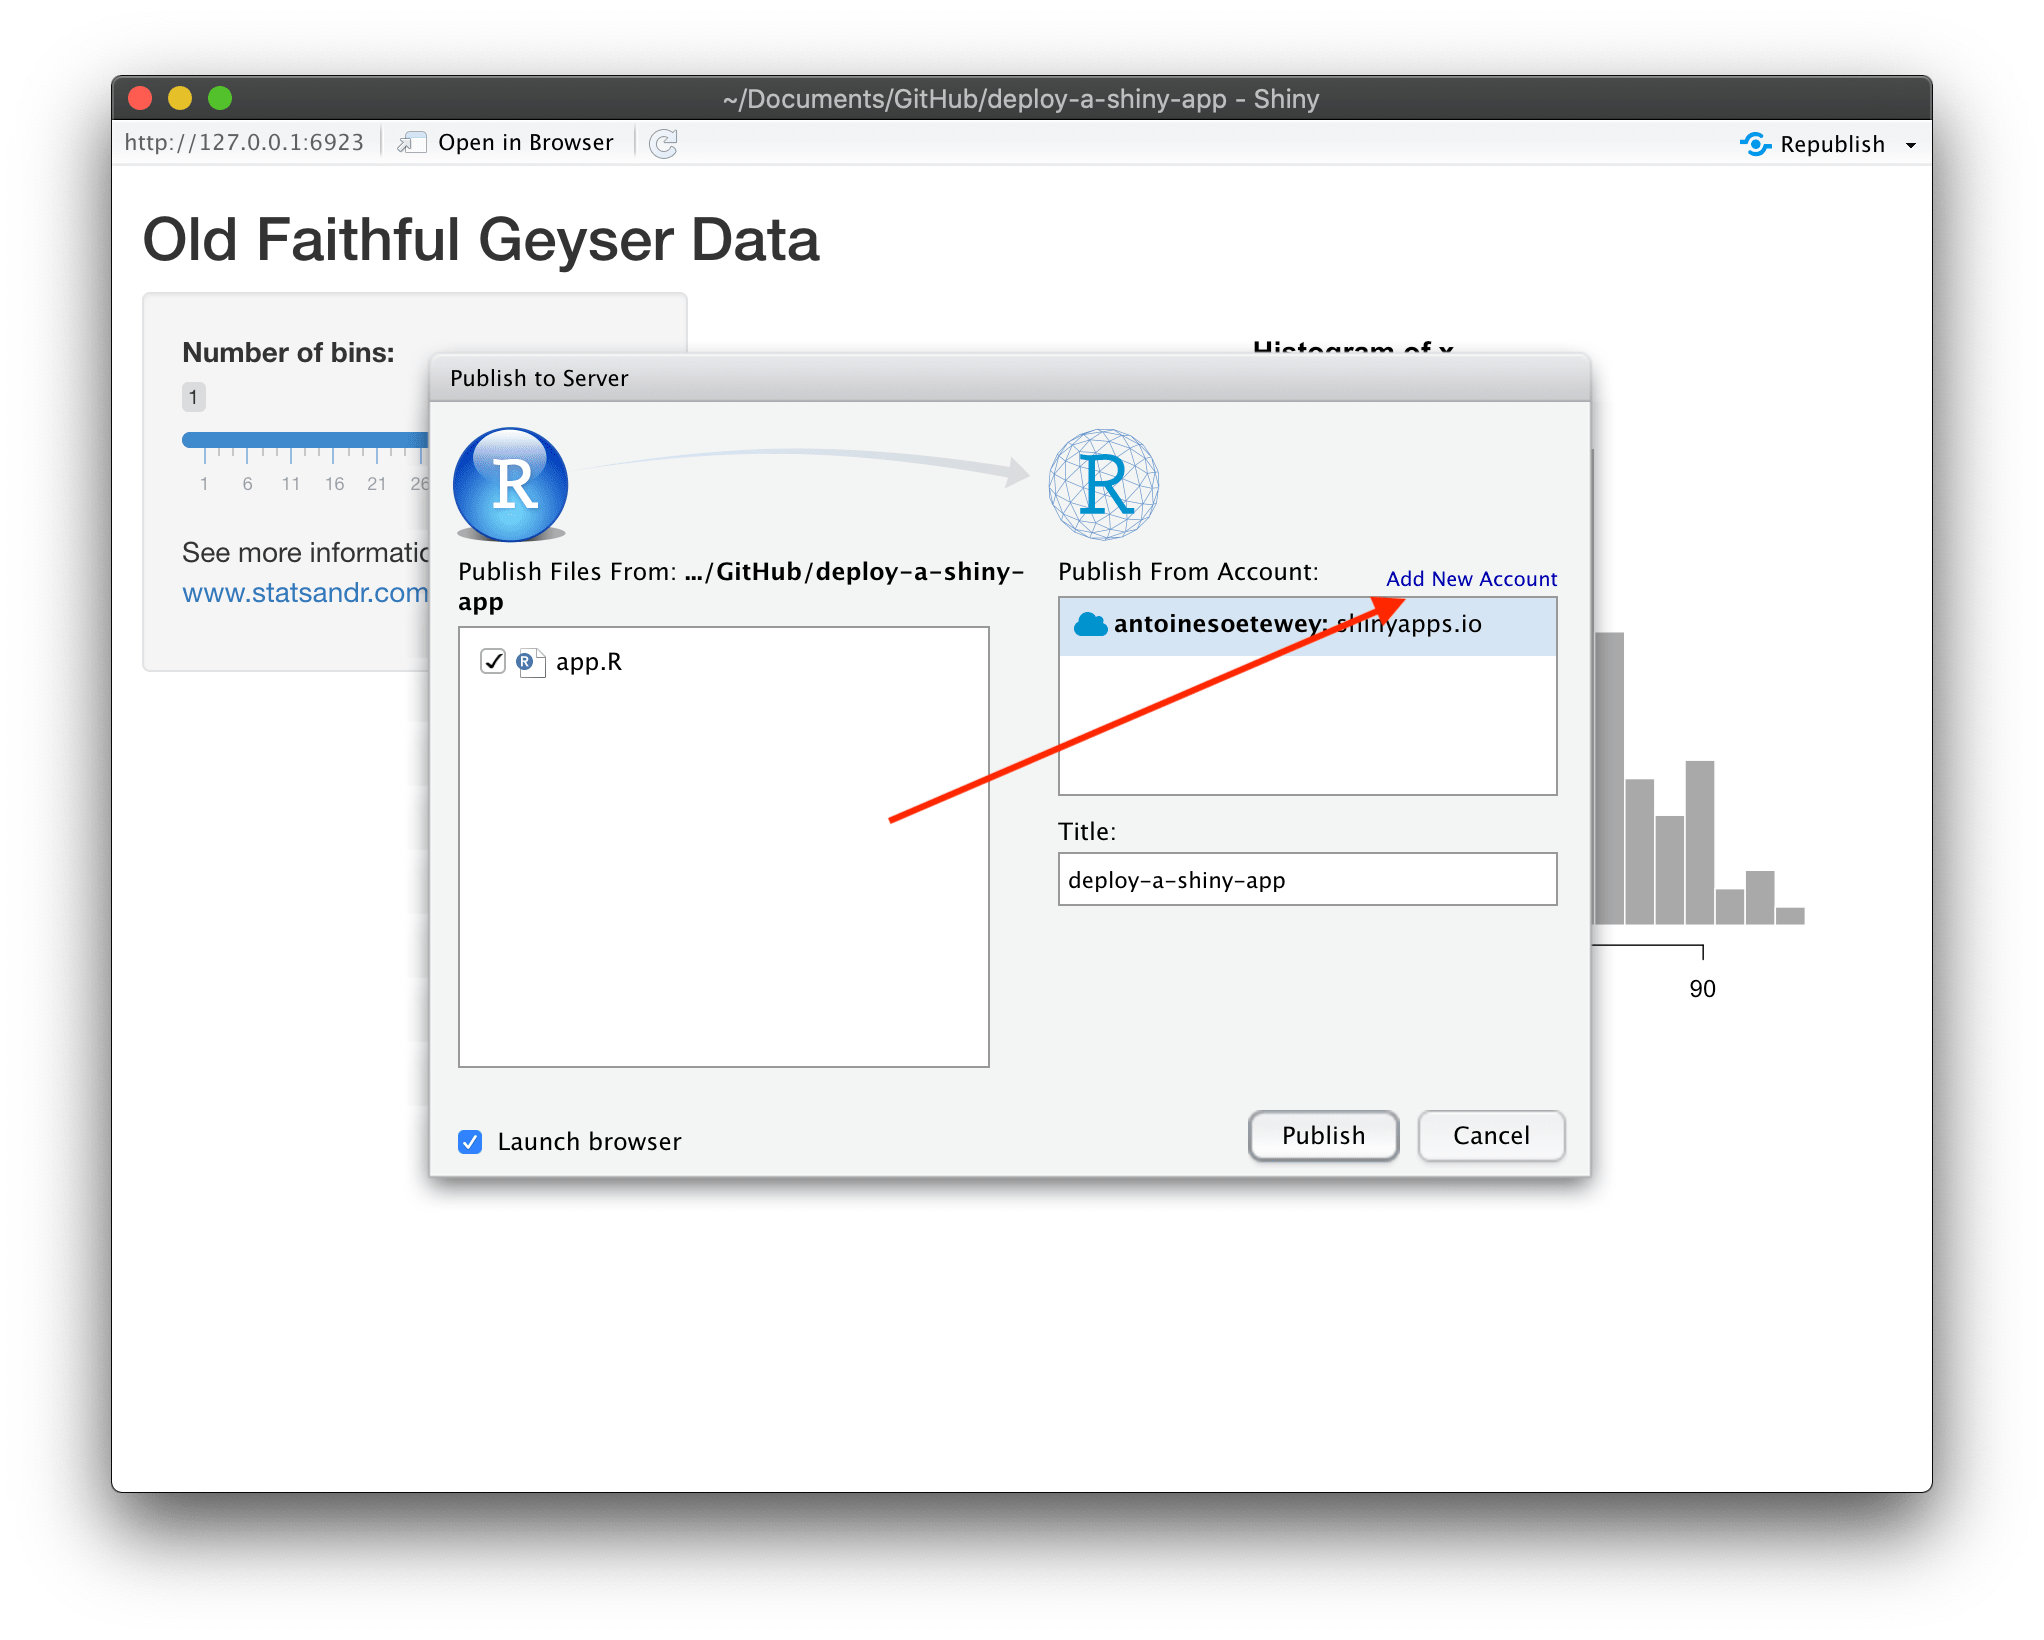 ~/Documents/GitHub/deploy-a-shiny-app - Shiny
http://127.0.0.1:6923
Open in Browser
Republish
Old Faithful Geyser Data
Number of bins:
1
1 6 11 16 21 26
See more informatio
www.statsandr.com
Histogram of x
90
Publish to Server
R
R
Publish Files From: .../GitHub/deploy-a-shiny-
app
R app.R
Publish From Account:
Add New Account
antoinesoetewey: shinyapps.io
Title:
deploy-a-shiny-app
Launch browser
Publish
Cancel